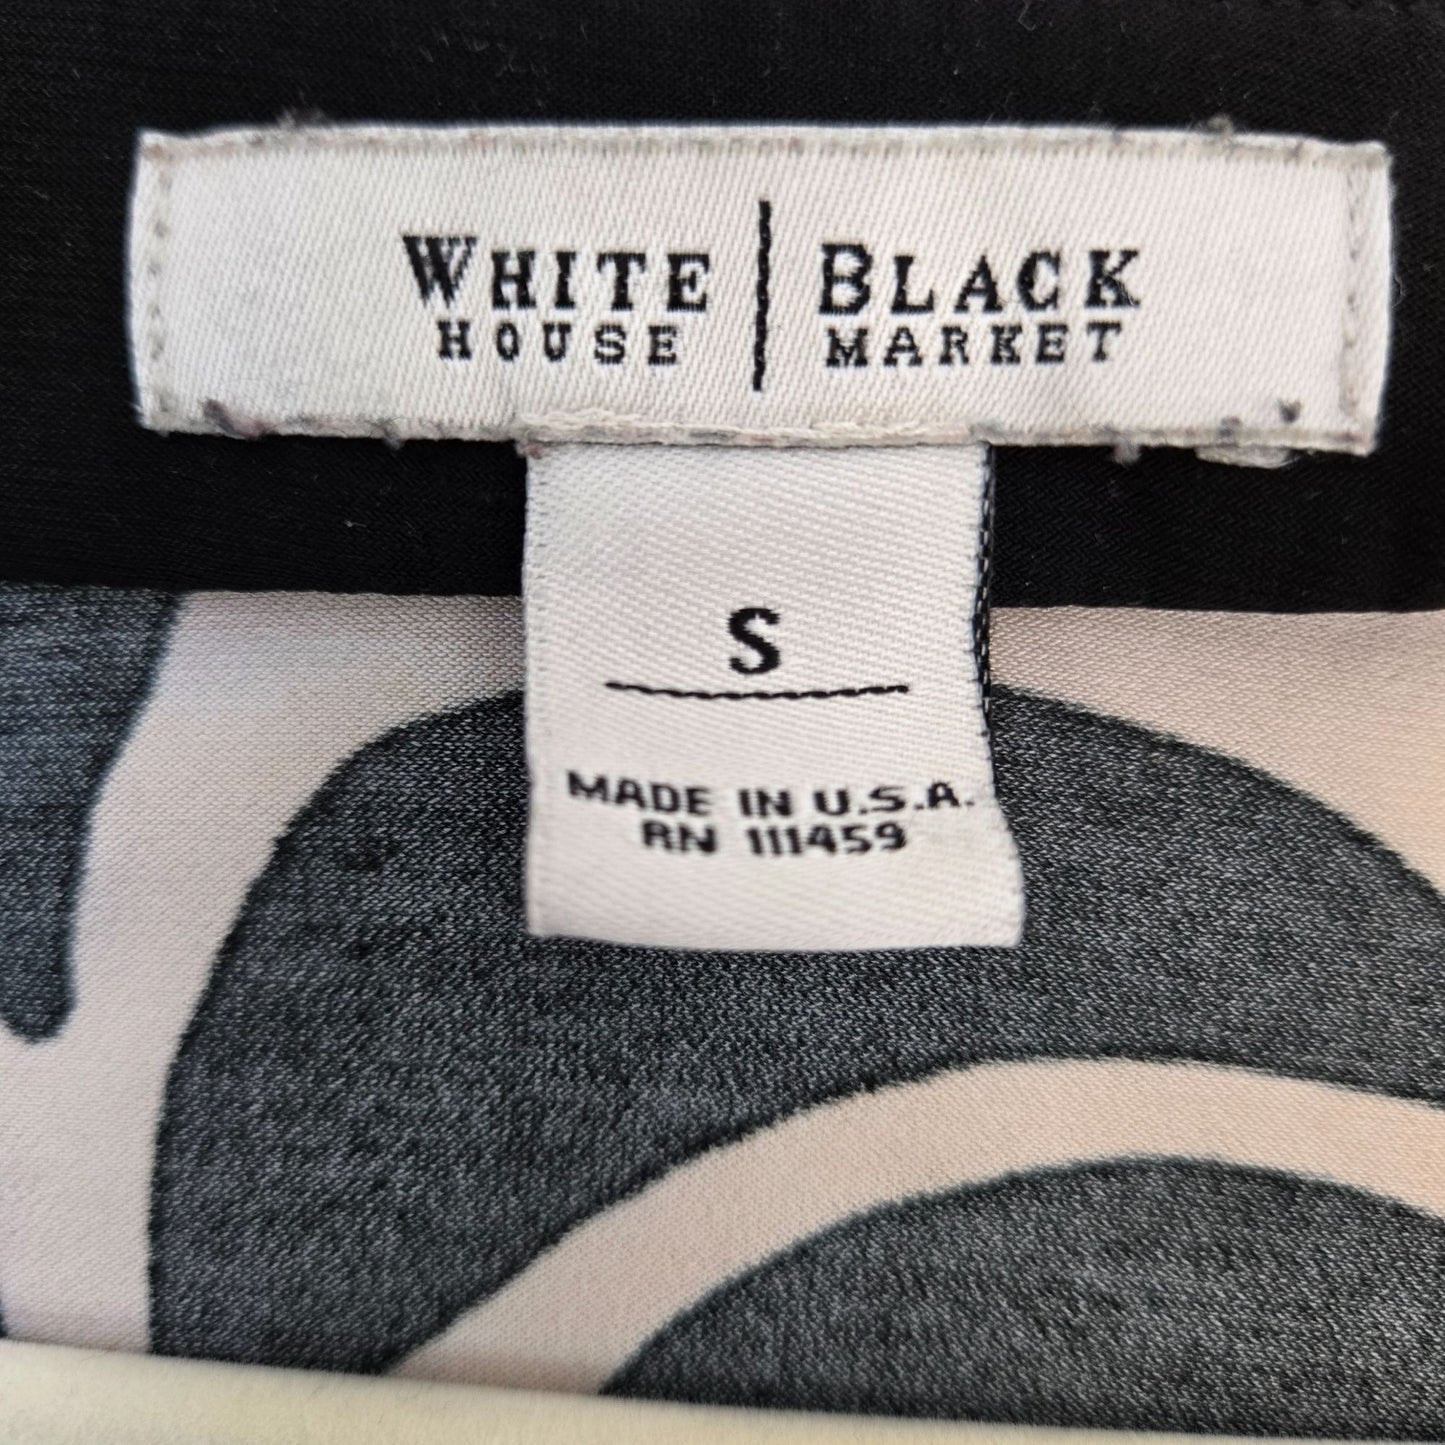 WHITE | BLACK
HOUSE | MARKET
S
MADE IN U.S.A.
RN 111459